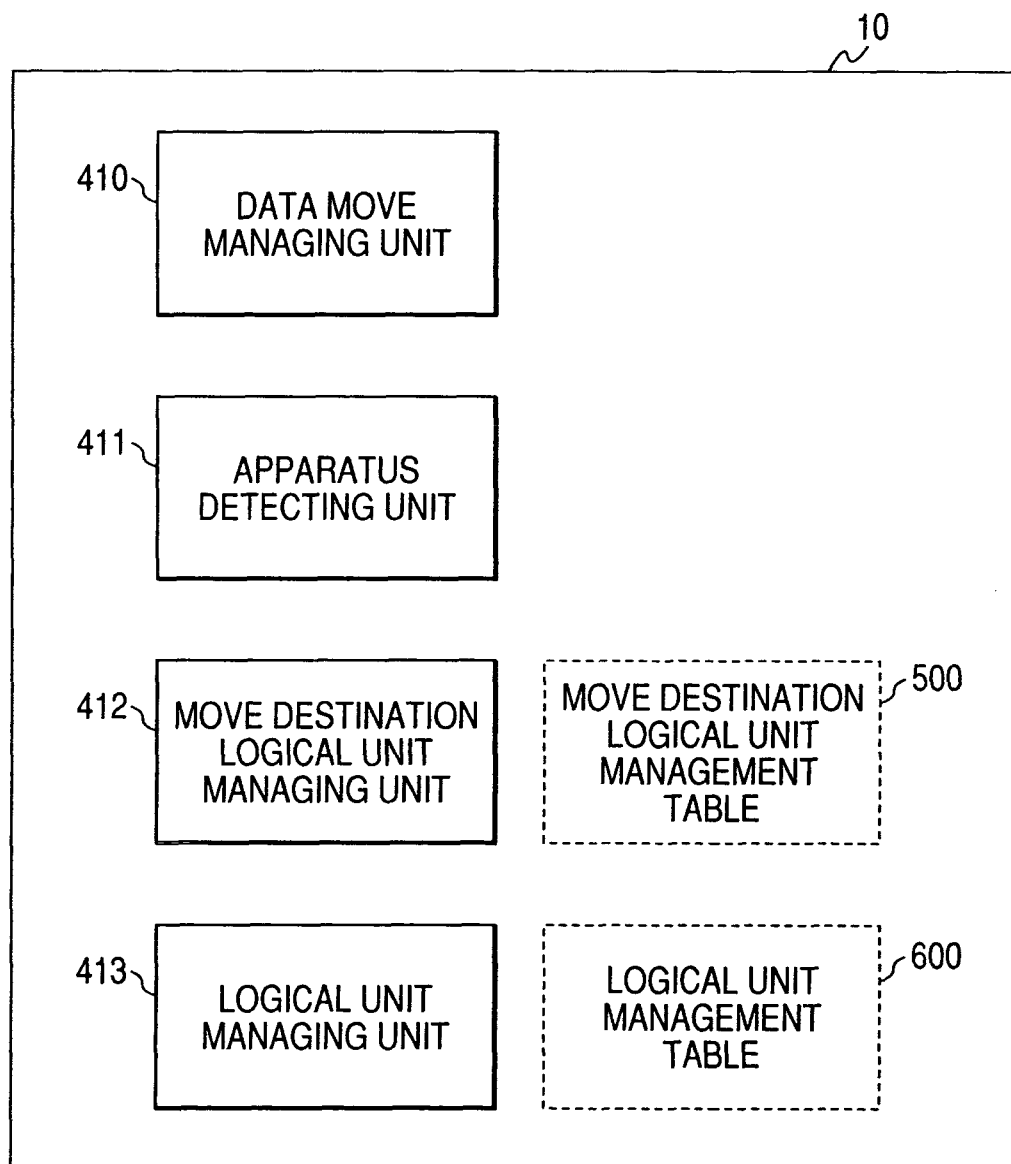 10
410
DATA MOVE
MANAGING UNIT
411
APPARATUS
DETECTING UNIT
412
MOVE DESTINATION
LOGICAL UNIT
MANAGING UNIT
500
MOVE DESTINATION
LOGICAL UNIT
MANAGEMENT
TABLE
413
LOGICAL UNIT
MANAGING UNIT
600
LOGICAL UNIT
MANAGEMENT
TABLE